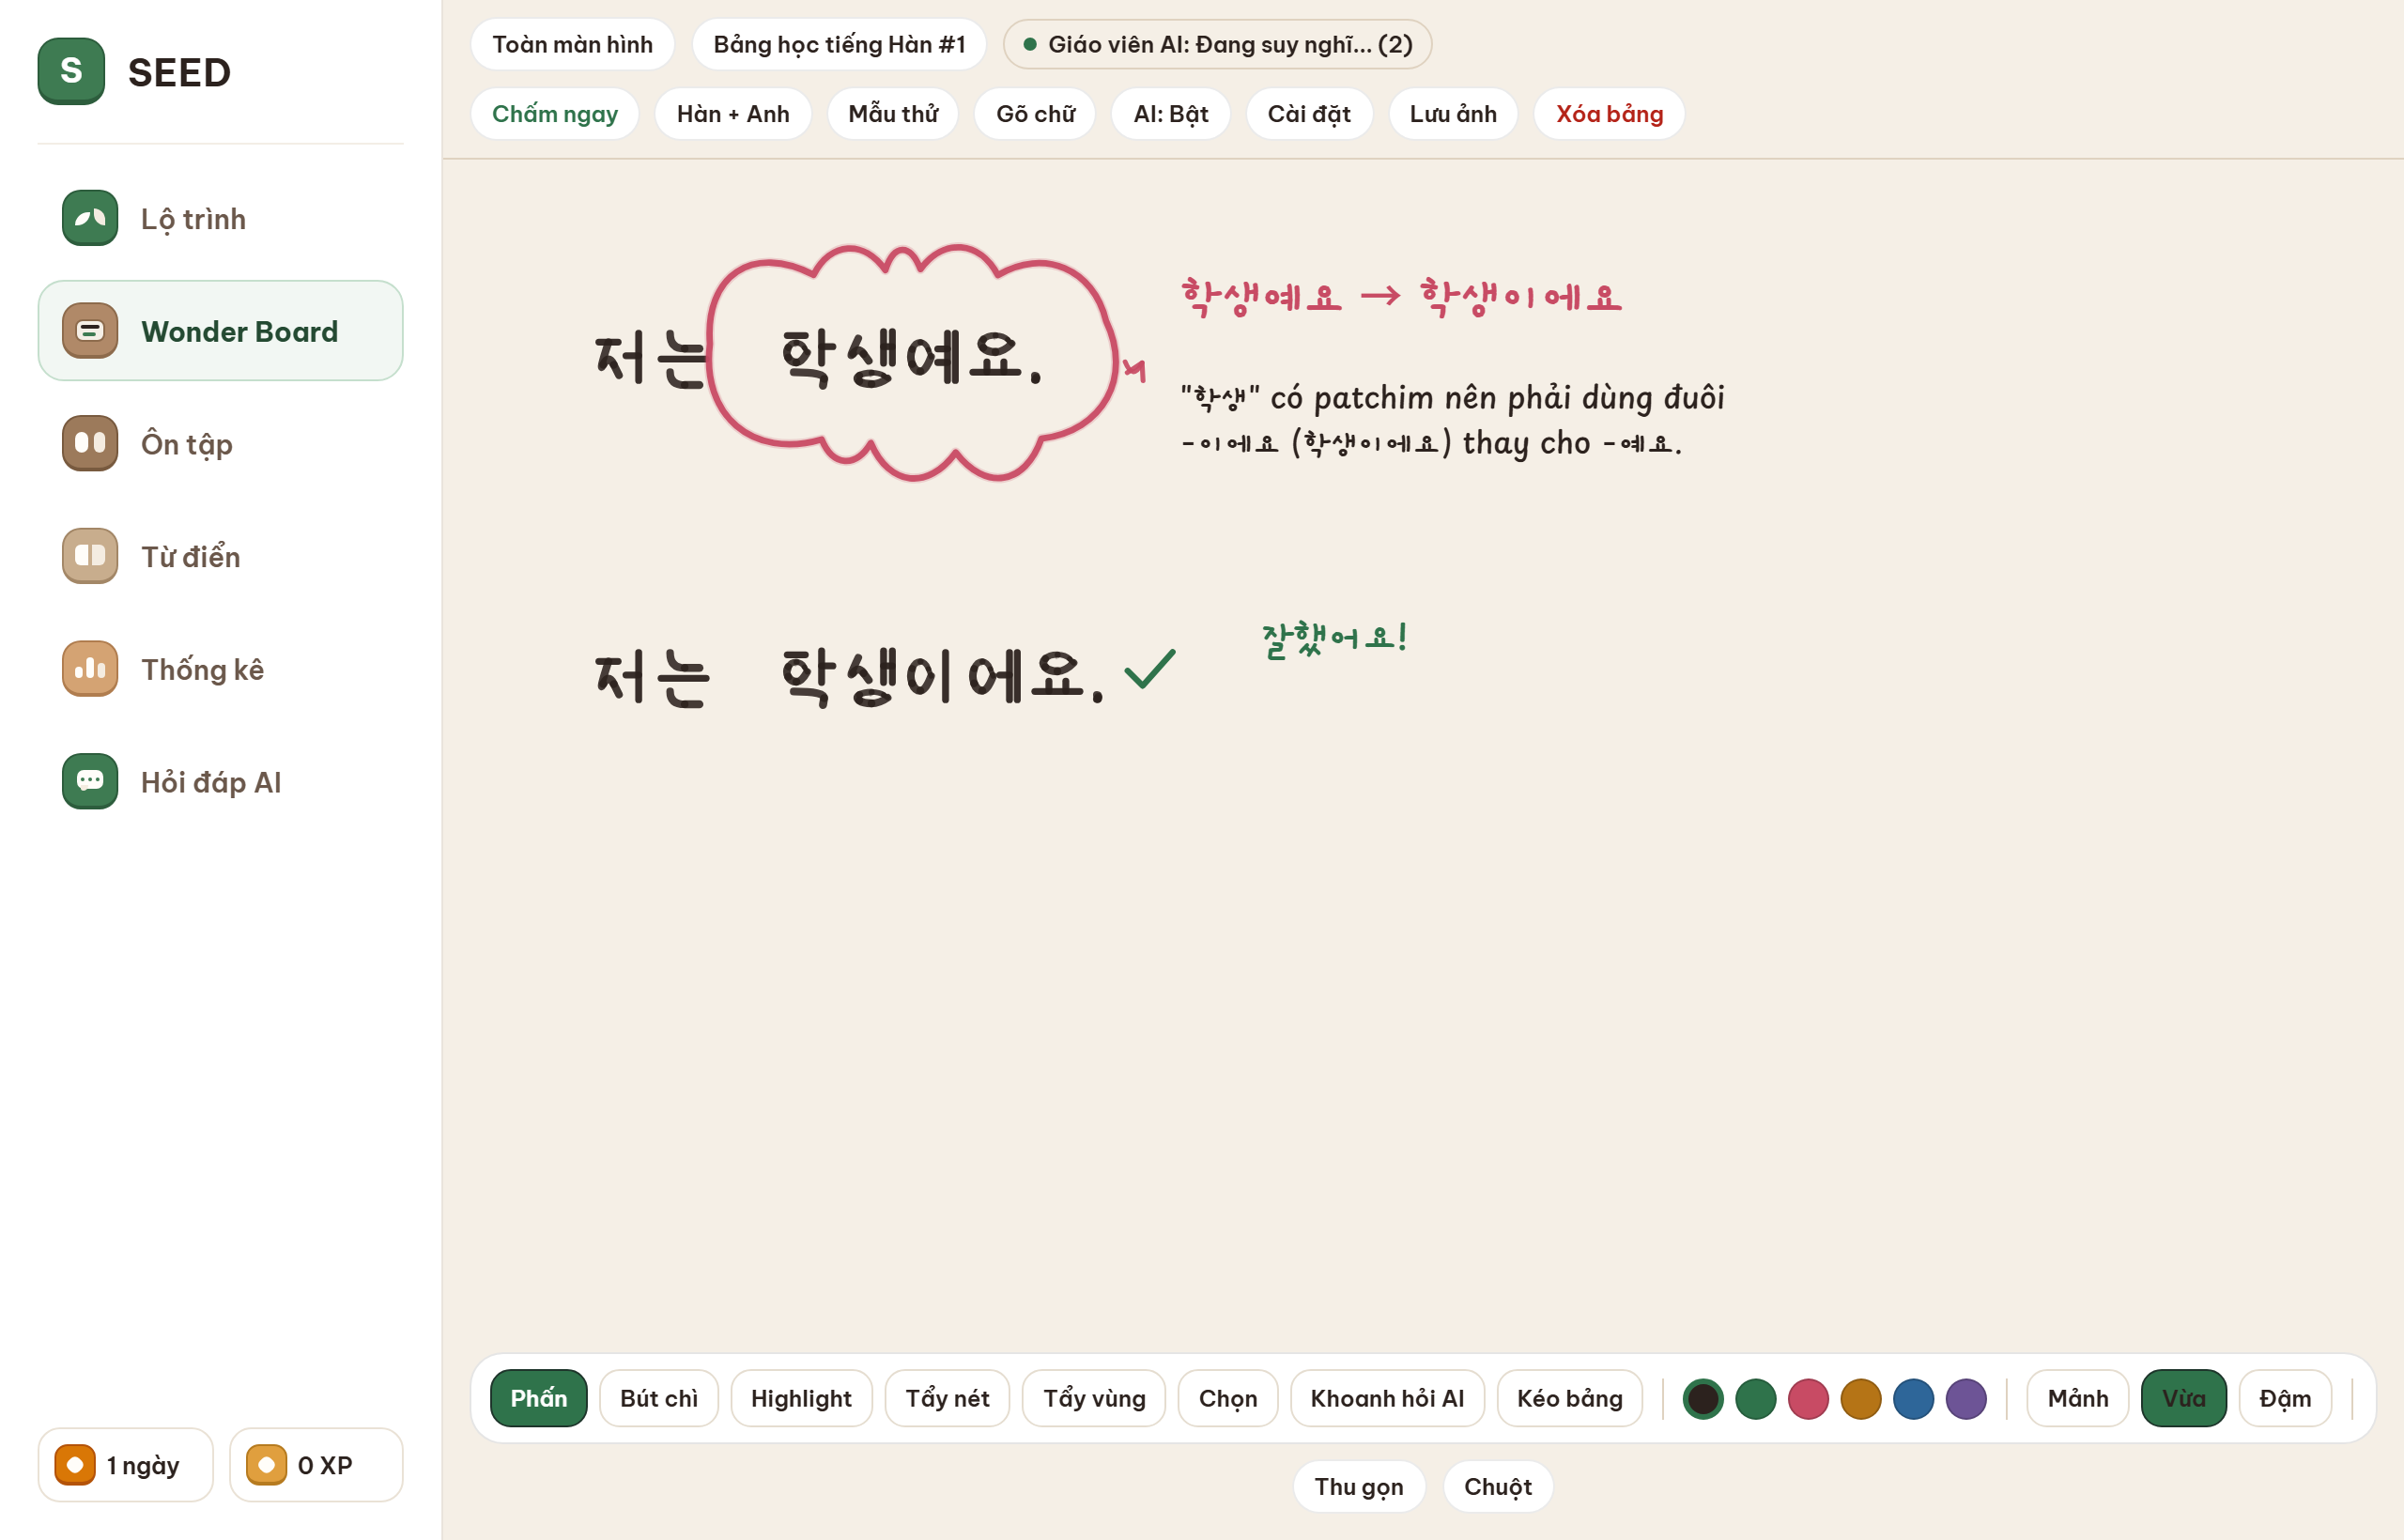 S SEED
Toàn màn hình
Bảng học tiếng Hàn #1
Giáo viên AI: Đang suy nghĩ... (2)
Chấm ngay
Hàn + Anh
Mẫu thử
Gõ chữ
AI: Bật
Cài đặt
Lưu ảnh
Xóa bảng
Lộ trình
Wonder Board
Ôn tập
Từ điển
Thống kê
Hỏi đáp AI
1 ngày
0 XP
저는 학생예요.
학생예요 → 학생이에요
"학생" có patchim nên phải dùng đuôi
-이에요 (학생이에요) thay cho -예요.
저는 학생이에요.
잘했어요!
Phấn
Bút chì
Highlight
Tẩy nét
Tẩy vùng
Chọn
Khoanh hỏi AI
Kéo bảng
Mảnh
Vừa
Đậm
Thu gọn
Chuột